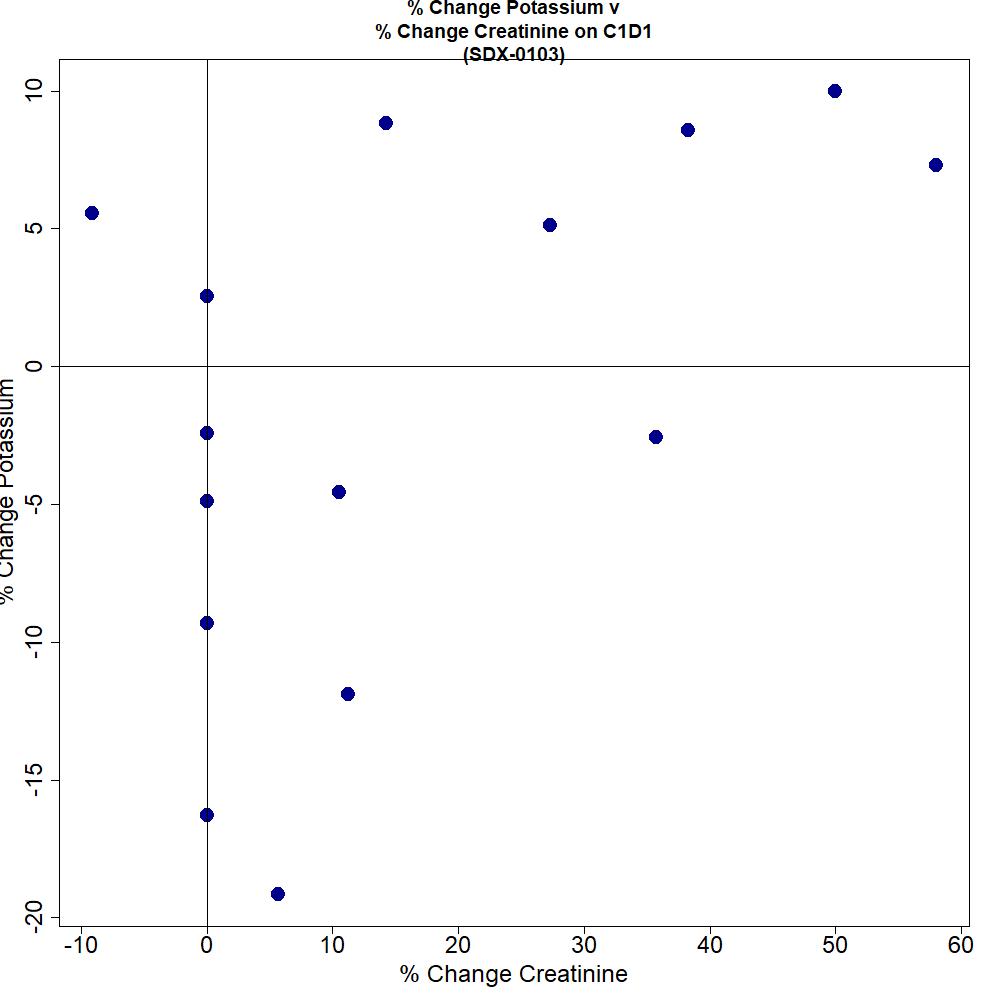 % Change Potassium v
% Change Creatinine on C1D1
(SDX-0103)
10
5
0
-5
-10
-15
-20
% Change Potassium
-10 0 10 20 30 40 50 60
% Change Creatinine